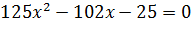 125x² − 102x − 25 = 0